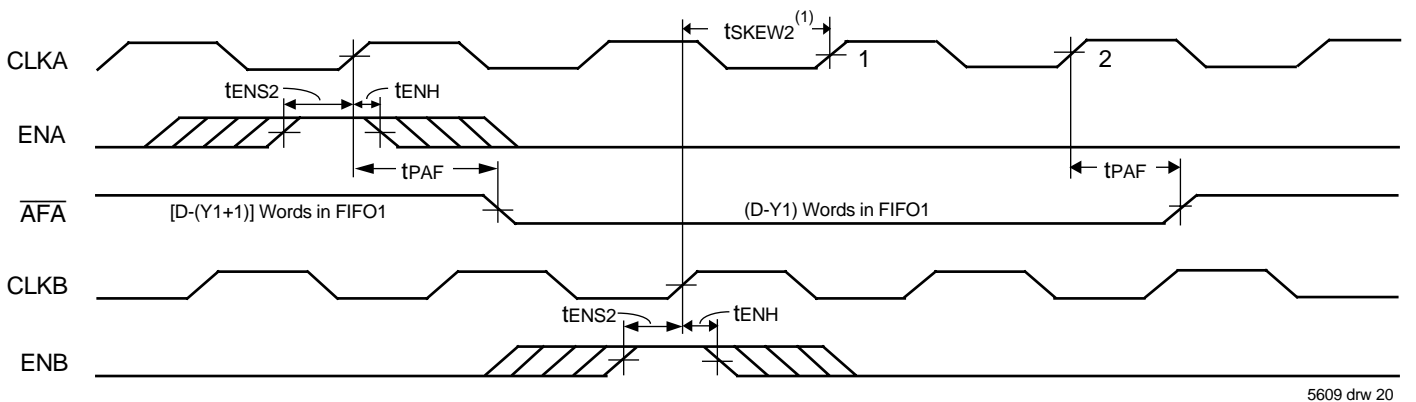 tSKEW2(1)
CLKA
1
2
tENS2
tENH
ENA
tPAF
tPAF
AFA
[D-(Y1+1)] Words in FIFO1
(D-Y1) Words in FIFO1
CLKB
tENS2
tENH
ENB
5609 drw 20